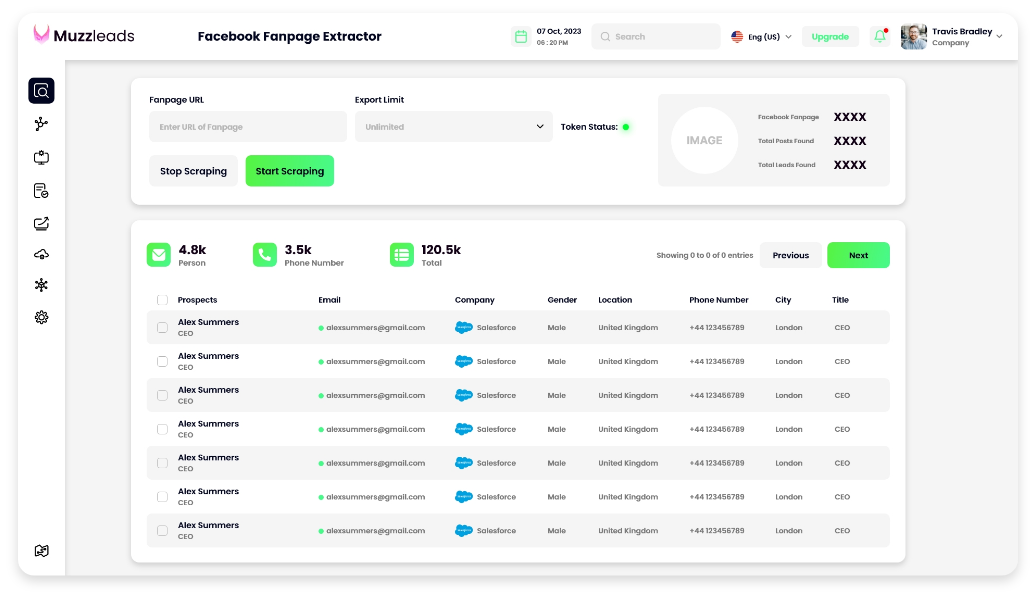 Muzzleads
Facebook Fanpage Extractor
07 Oct, 2023
06 : 20 PM
Search
Eng (US)
Upgrade
Travis Bradley
Company
Fanpage URL
Export Limit
Enter URL of Fanpage
Unlimited
Token Status:
Stop Scraping
Start Scraping
IMAGE
Facebook Fanpage XXXX
Total Posts Found XXXX
Total Leads Found XXXX
4.8k
Person
3.5k
Phone Number
120.5k
Total
Showing 0 to 0 of 0 entries
Previous
Next
Prospects Email Company Gender Location Phone Number City Title
Alex Summers
CEO
alexsummers@gmail.com Salesforce Male United Kingdom +44 123456789 London CEO
Alex Summers
CEO
alexsummers@gmail.com Salesforce Male United Kingdom +44 123456789 London CEO
Alex Summers
CEO
alexsummers@gmail.com Salesforce Male United Kingdom +44 123456789 London CEO
Alex Summers
CEO
alexsummers@gmail.com Salesforce Male United Kingdom +44 123456789 London CEO
Alex Summers
CEO
alexsummers@gmail.com Salesforce Male United Kingdom +44 123456789 London CEO
Alex Summers
CEO
alexsummers@gmail.com Salesforce Male United Kingdom +44 123456789 London CEO
Alex Summers
CEO
alexsummers@gmail.com Salesforce Male United Kingdom +44 123456789 London CEO